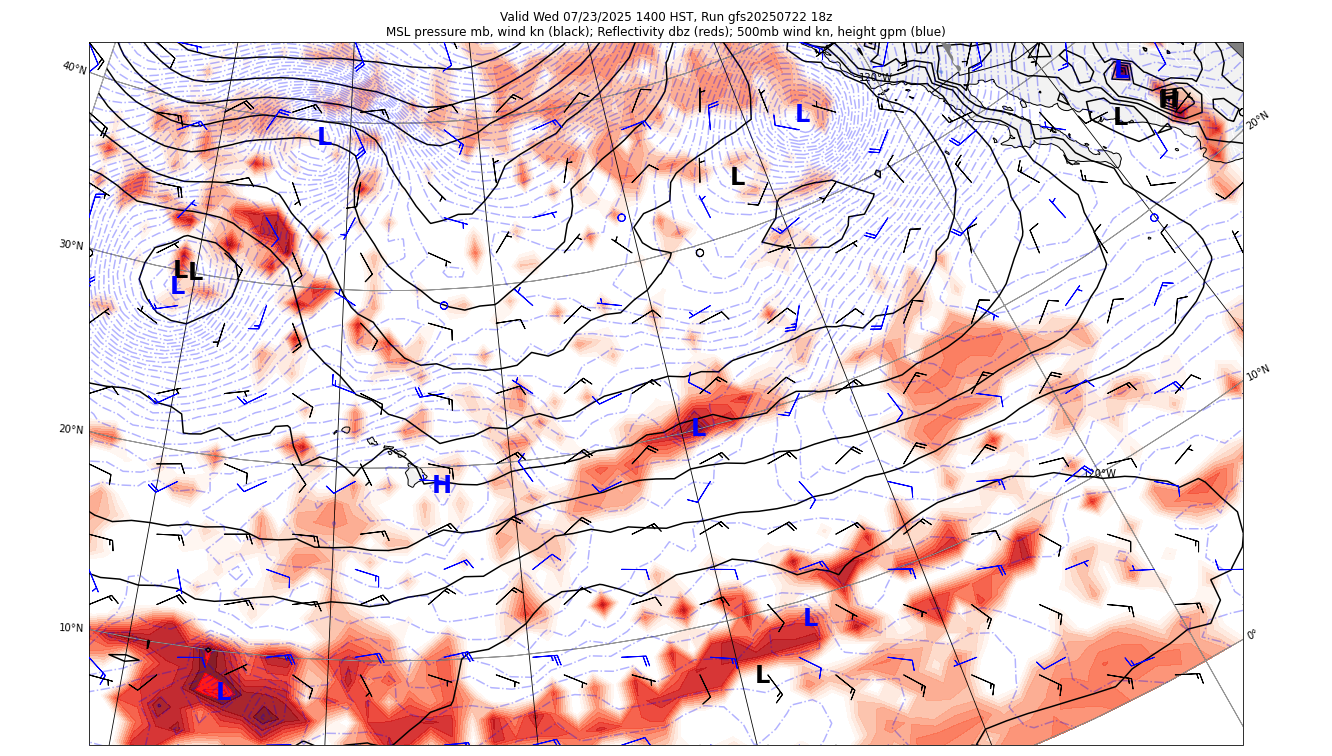 Valid Wed 07/23/2025 1400 HST, Run gfs20250722 18z
MSL pressure mb, wind kn (black); Reflectivity dbz (reds); 500mb wind kn, height gpm (blue)
40°N
120°W
L
H
L
L
20°N
L
L
30°N
L
L
L
10°N
20°N
L
H
120°W
10°N
L
0°
L
L